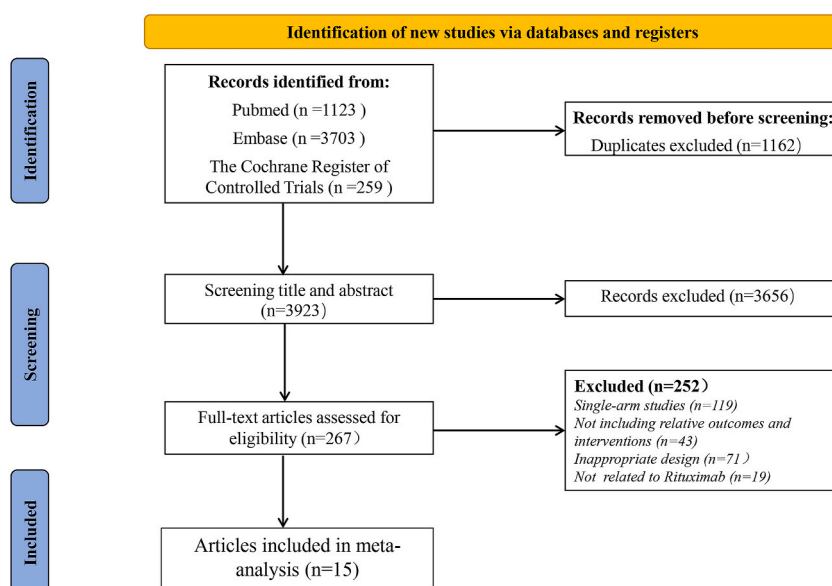 Identification of new studies via databases and registers
Identification
Records identified from:
Pubmed (n =1123 )
Embase (n =3703 )
The Cochrane Register of
Controlled Trials (n =259 )
Records removed before screening:
Duplicates excluded (n=1162）
Screening
Screening title and abstract
(n=3923)
Records excluded (n=3656）
Full-text articles assessed for
eligibility (n=267）
Excluded (n=252）
Single-arm studies (n=119)
Not including relative outcomes and
interventions (n=43)
Inappropriate design (n=71）
Not related to Rituximab (n=19)
Included
Articles included in meta-
analysis (n=15)